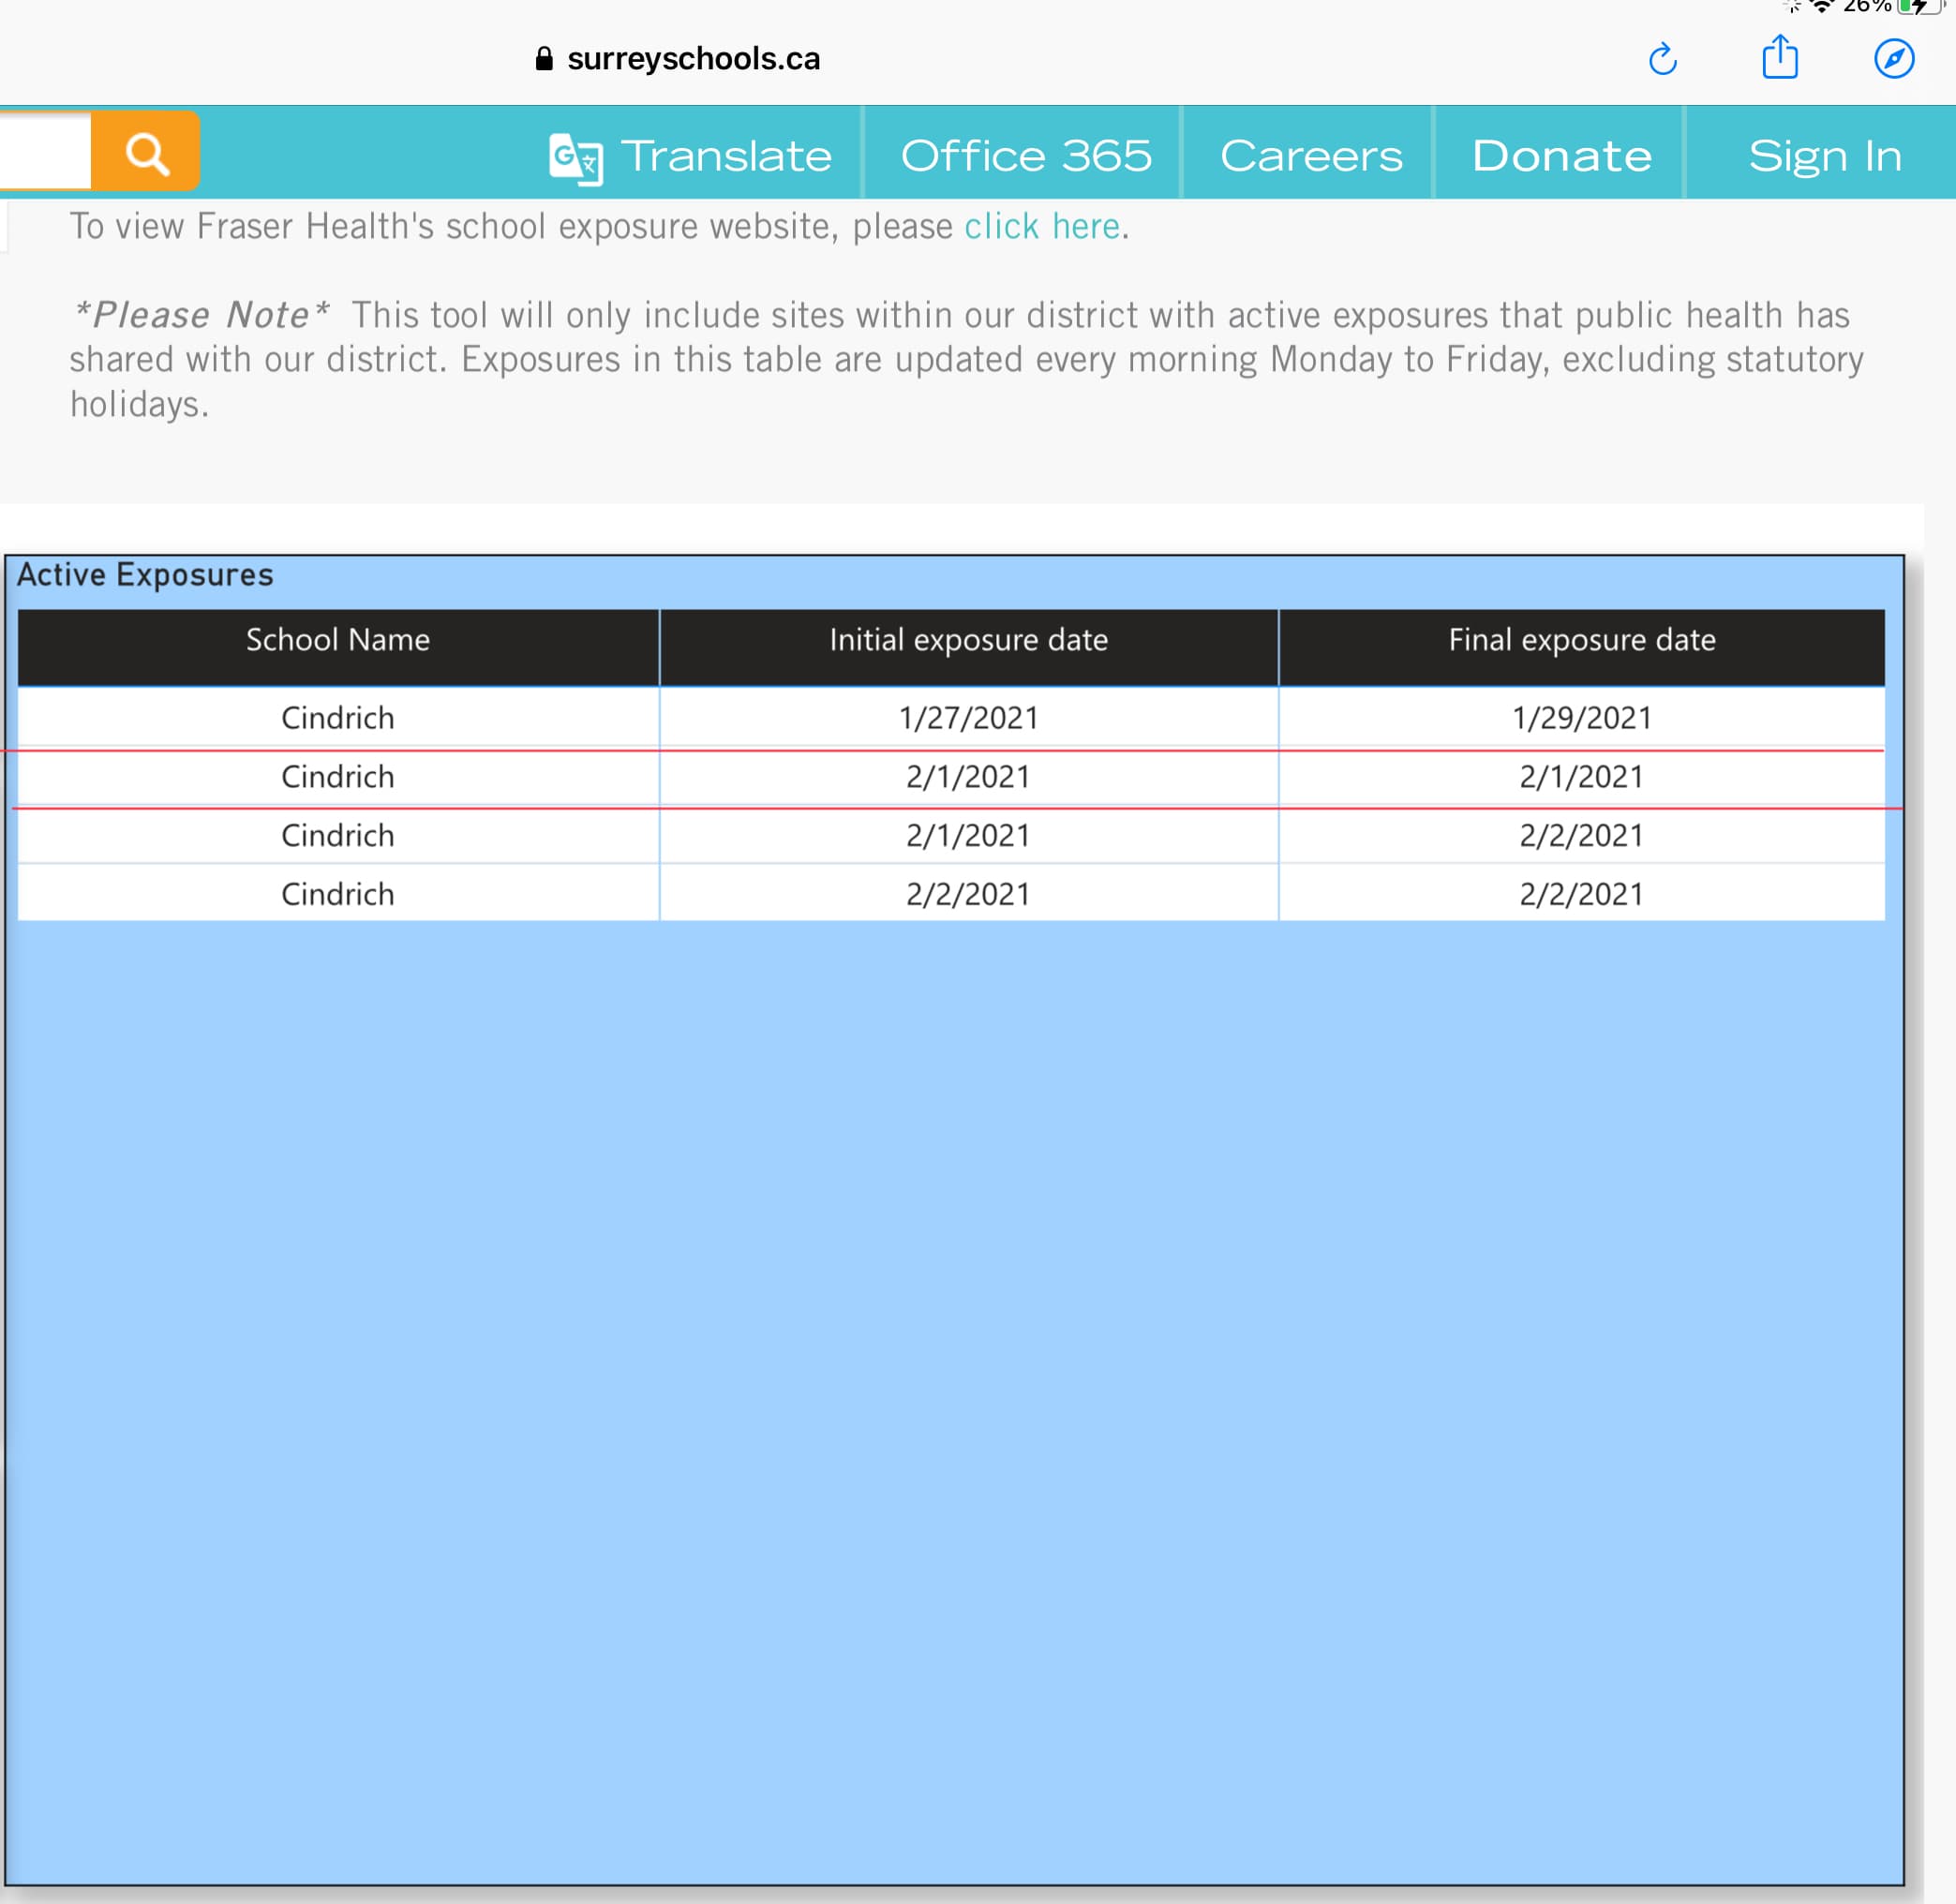 26%
surreyschools.ca
Translate Office 365 Careers Donate Sign In
To view Fraser Health's school exposure website, please click here.
*Please Note* This tool will only include sites within our district with active exposures that public health has
shared with our district. Exposures in this table are updated every morning Monday to Friday, excluding statutory
holidays.
Active Exposures
School Name Initial exposure date Final exposure date
Cindrich 1/27/2021 1/29/2021
Cindrich 2/1/2021 2/1/2021
Cindrich 2/1/2021 2/2/2021
Cindrich 2/2/2021 2/2/2021